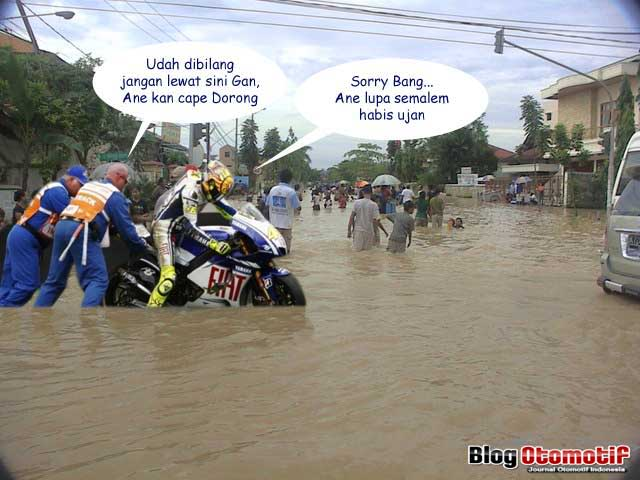 Udah dibilang
jangan lewat sini Gan,
Ane kan cape Dorong
Sorry Bang...
Ane lupa semalem
habis ujan
YAMAHA
FIAT
Blog Otomotif
Journal Otomotif Indonesia